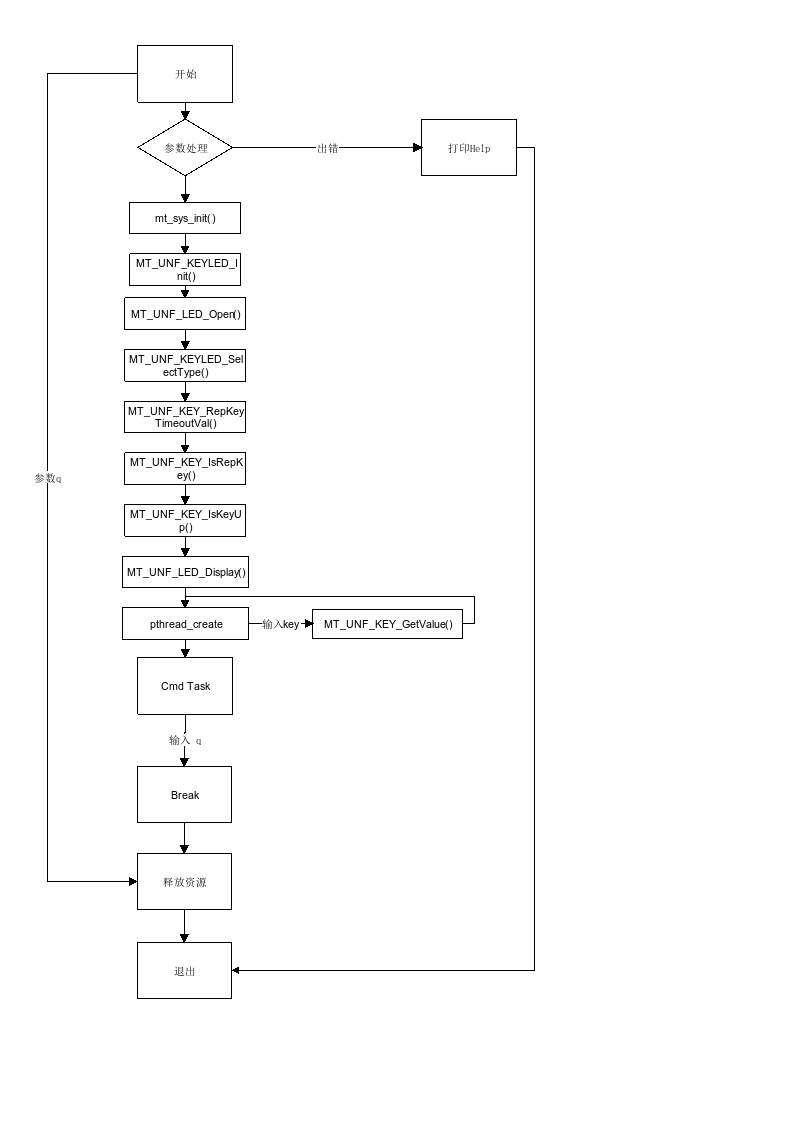 开始
参数处理
出错
打印Help
mt_sys_init()
MT_UNF_KEYLED_I
nit()
MT_UNF_LED_Open()
MT_UNF_KEYLED_Sel
ectType()
MT_UNF_KEY_RepKey
TimeoutVal()
MT_UNF_KEY_IsRepK
ey()
参数q
MT_UNF_KEY_IsKeyU
p()
MT_UNF_LED_Display()
pthread_create
输入key
MT_UNF_KEY_GetValue()
Cmd Task
输入 q
Break
释放资源
退出